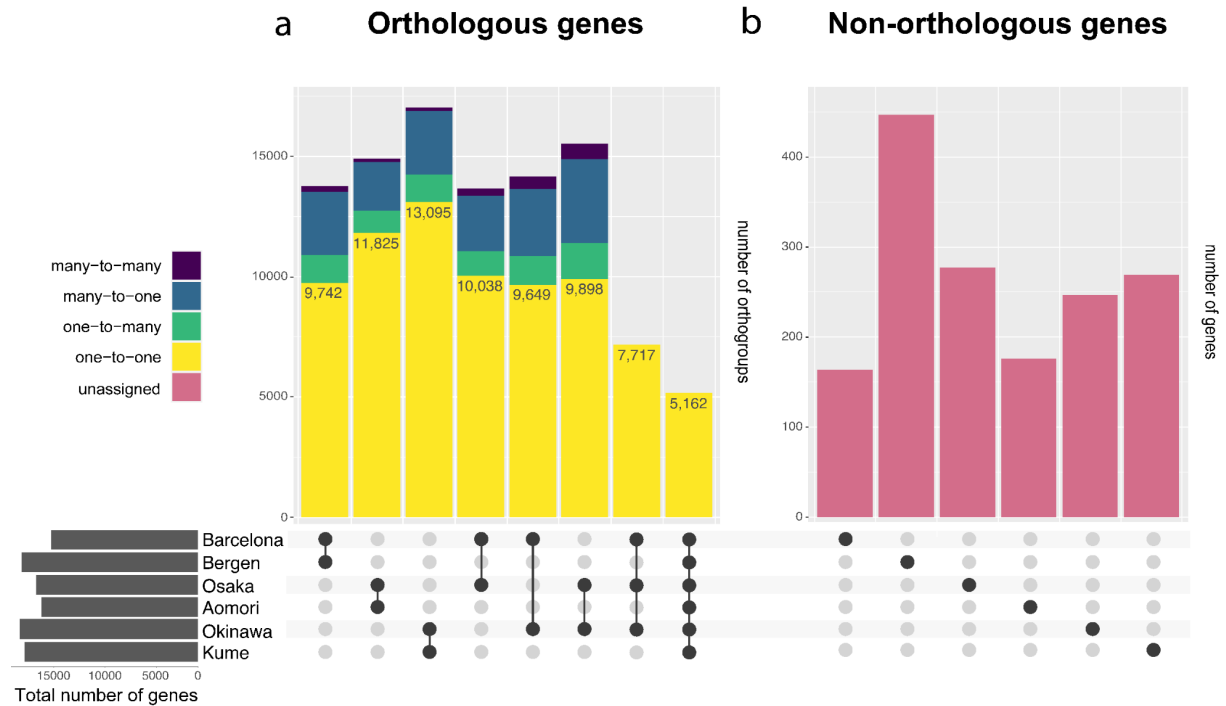 a Orthologous genes
b Non-orthologous genes
15000
10000
5000
0
13,095
11,825
9,742
10,038
9,649
9,898
7,717
5,162
number of orthogroups
400
300
200
100
0
number of genes
many-to-many
many-to-one
one-to-many
one-to-one
unassigned
Barcelona
Bergen
Osaka
Aomori
Okinawa
Kume
15000 10000 5000 0
Total number of genes